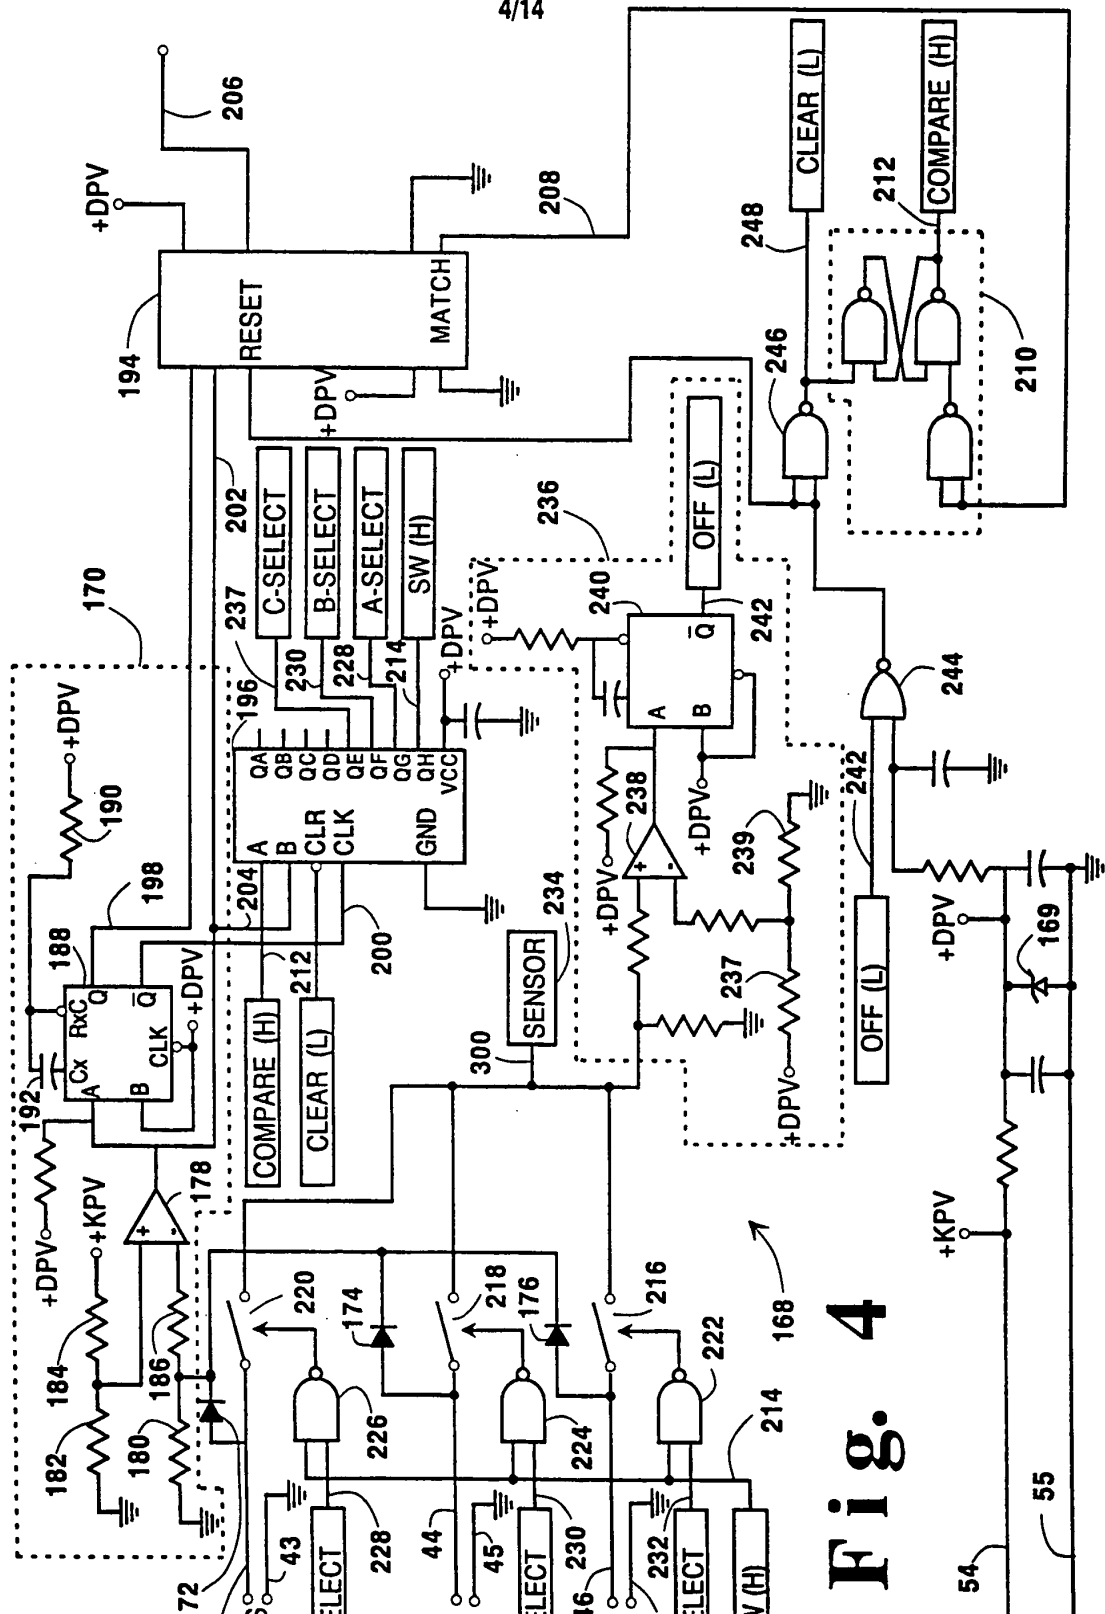 4/14
206
+DPV
194
RESET
MATCH
+DPV
208
CLEAR (L)
COMPARE (H)
248
212
246
210
202
170
+DPV
190
188
198
192
Cx
RxC
Q
Q̅
A
B
CLK
+DPV
+DPV
+KPV
178
184
182
186
180
237
C-SELECT
B-SELECT
A-SELECT
SW (H)
230
228
214
196
+DPV
A
B
CLR
CLK
GND
QA
QB
QC
QD
QE
QF
QG
QH
VCC
204
212
200
COMPARE (H)
CLEAR (L)
236
+DPV
240
OFF (L)
242
A
B
Q̅
+DPV
+DPV
238
239
237
+DPV
SENSOR
234
300
244
242
OFF (L)
+DPV
169
+KPV
220
174
218
176
216
226
224
222
214
168
72
43
228
44
45
230
46
232
ELECT
ELECT
ELECT
(H)
54
55
Fig. 4